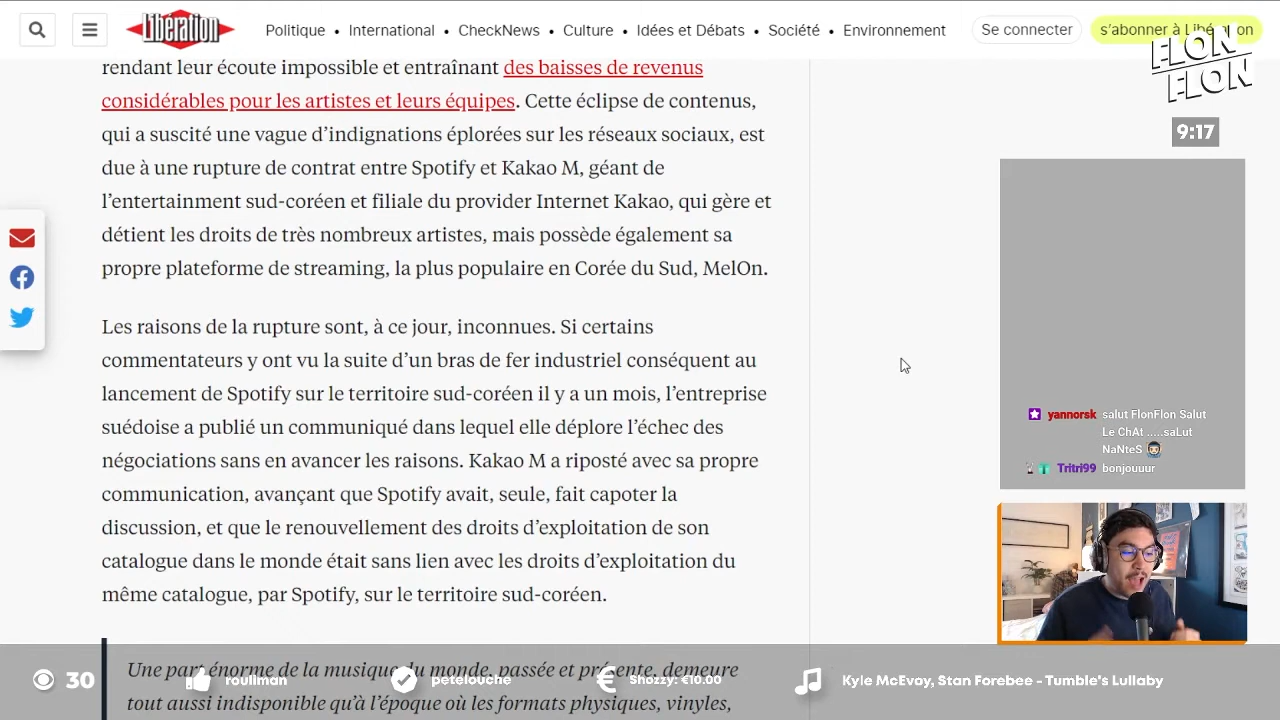 Libération
Politique • International • CheckNews • Culture • Idées et Débats • Société • Environnement
Se connecter
s’abonner à Libé on
FLON
FLON
9:17
rendant leur écoute impossible et entraînant des baisses de revenus
considérables pour les artistes et leurs équipes. Cette éclipse de contenus,
qui a suscité une vague d’indignations éplorées sur les réseaux sociaux, est
due à une rupture de contrat entre Spotify et Kakao M, géant de
l’entertainment sud-coréen et filiale du provider Internet Kakao, qui gère et
détient les droits de très nombreux artistes, mais possède également sa
propre plateforme de streaming, la plus populaire en Corée du Sud, MelOn.
Les raisons de la rupture sont, à ce jour, inconnues. Si certains
commentateurs y ont vu la suite d’un bras de fer industriel conséquent au
lancement de Spotify sur le territoire sud-coréen il y a un mois, l’entreprise
suédoise a publié un communiqué dans lequel elle déplore l’échec des
négociations sans en avancer les raisons. Kakao M a riposté avec sa propre
communication, avançant que Spotify avait, seule, fait capoter la
discussion, et que le renouvellement des droits d’exploitation de son
catalogue dans le monde était sans lien avec les droits d’exploitation du
même catalogue, par Spotify, sur le territoire sud-coréen.
Une part énorme de la musique du monde, passée et présente, demeure
tout aussi indisponible qu’à l’époque où les formats physiques, vinyles,
yannorsk salut FlonFlon Salut
Le ChAt .....saLut
NaNteS
Tritri99 bonjouuur
30
roullman
petelouche
Shozzy: €10.00
Kyle McEvoy, Stan Forebee - Tumble's Lullaby